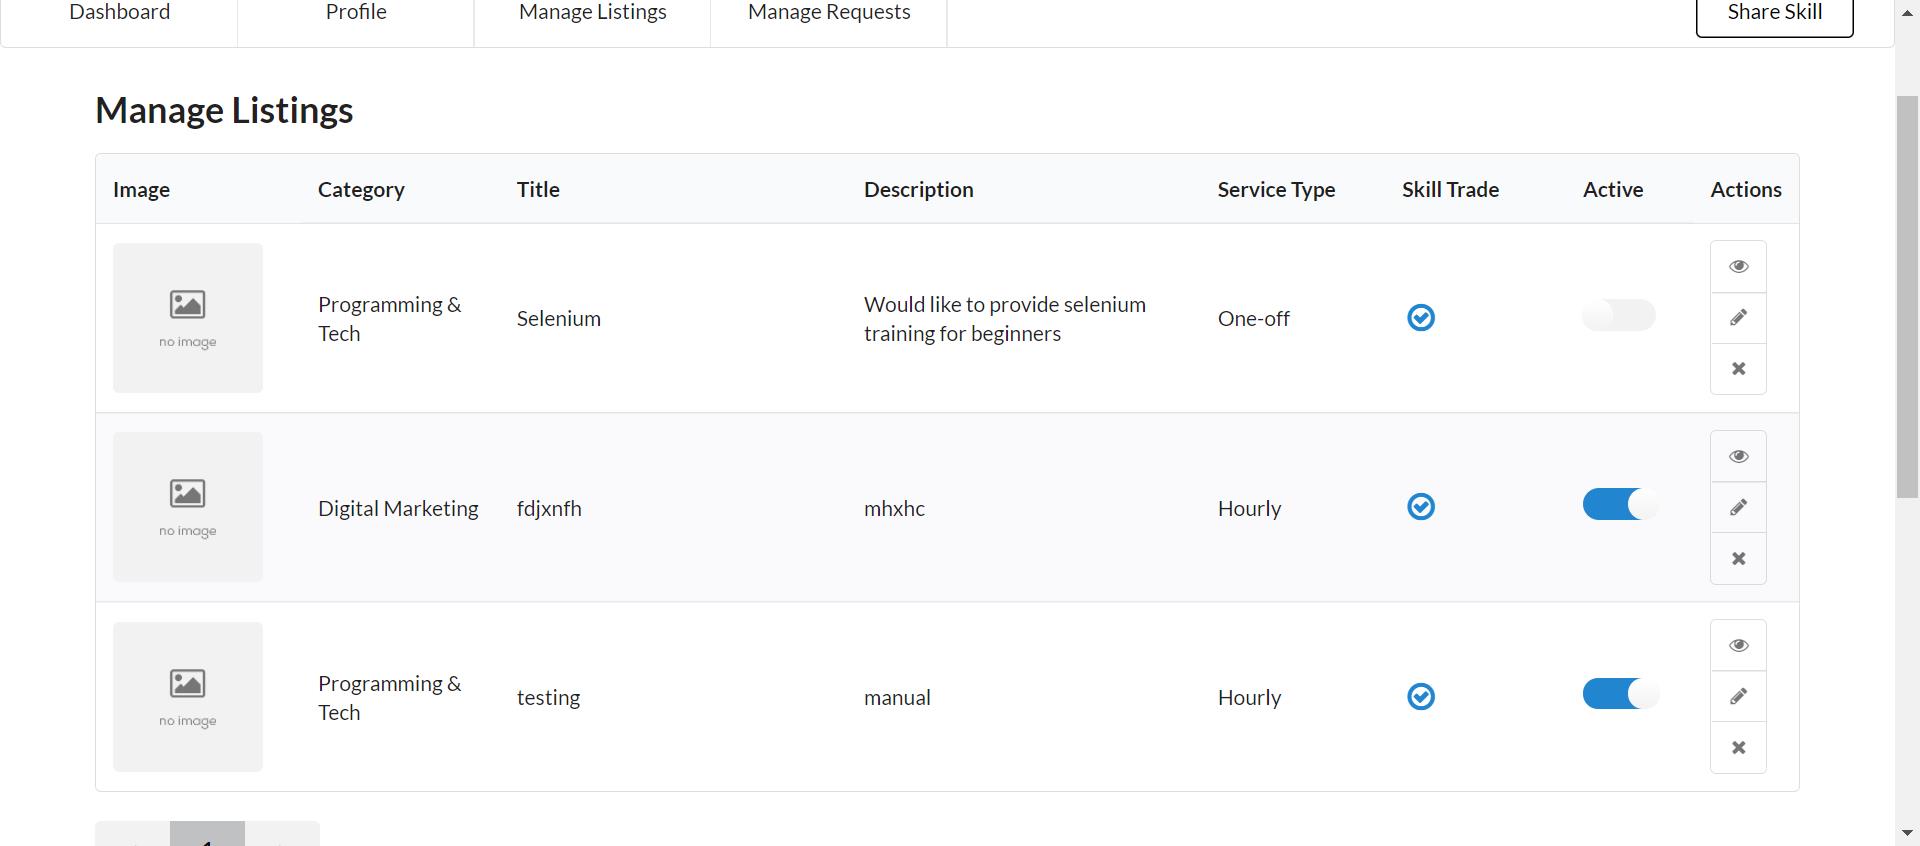 Dashboard
Profile
Manage Listings
Manage Requests
Share Skill
Manage Listings
Image
Category
Title
Description
Service Type
Skill Trade
Active
Actions
no image
Programming &
Tech
Selenium
Would like to provide selenium
training for beginners
One-off
no image
Digital Marketing
fdjxnfh
mhxhc
Hourly
no image
Programming &
Tech
testing
manual
Hourly
1